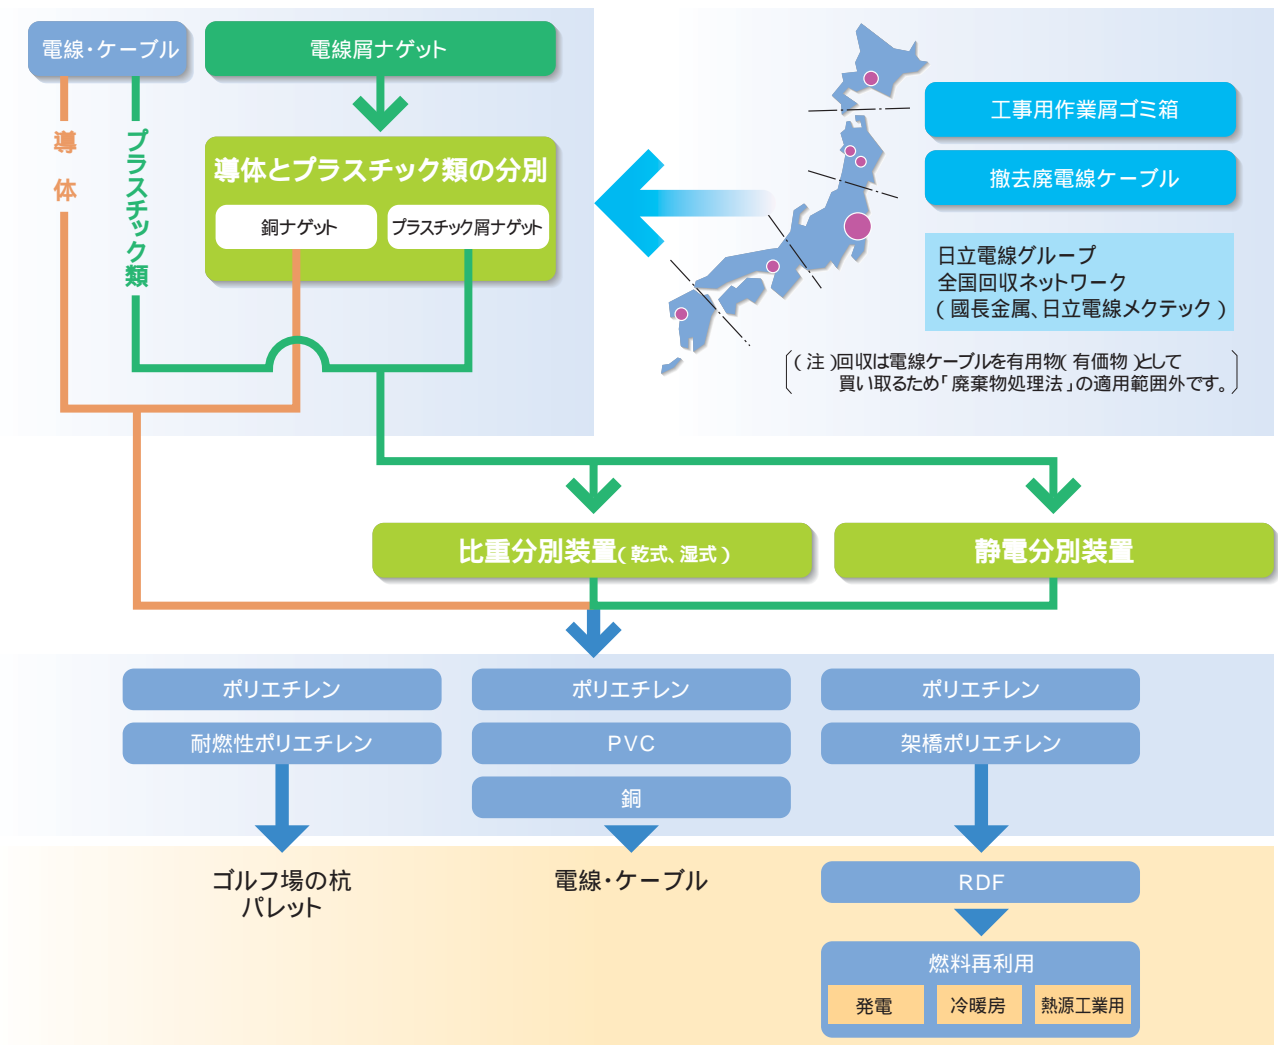 電線・ケーブル
電線屑ナゲット
導体
プラスチック類
導体とプラスチック類の分別
銅ナゲット
プラスチック屑ナゲット
工事用作業屑ゴミ箱
撤去廃電線ケーブル
日立電線グループ
全国回収ネットワーク
(國長金属、日立電線メクテック)
(注)回収は電線ケーブルを有用物(有価物)として
買い取るため「廃棄物処理法」の適用範囲外です。
比重分別装置(乾式、湿式)
静電分別装置
ポリエチレン
耐燃性ポリエチレン
ポリエチレン
PVC
銅
ポリエチレン
架橋ポリエチレン
ゴルフ場の杭
パレット
電線・ケーブル
RDF
燃料再利用
発電
冷暖房
熱源工業用